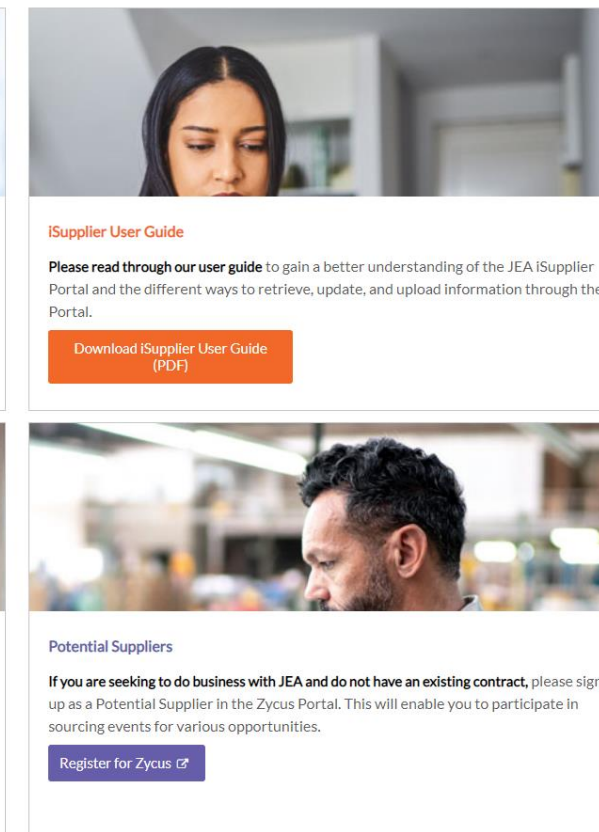 iSupplier User Guide
Please read through our user guide to gain a better understanding of the JEA iSupplier
Portal and the different ways to retrieve, update, and upload information through the
Portal.
Download iSupplier User Guide
(PDF)
Potential Suppliers
If you are seeking to do business with JEA and do not have an existing contract, please sign
up as a Potential Supplier in the Zycus Portal. This will enable you to participate in
sourcing events for various opportunities.
Register for Zycus